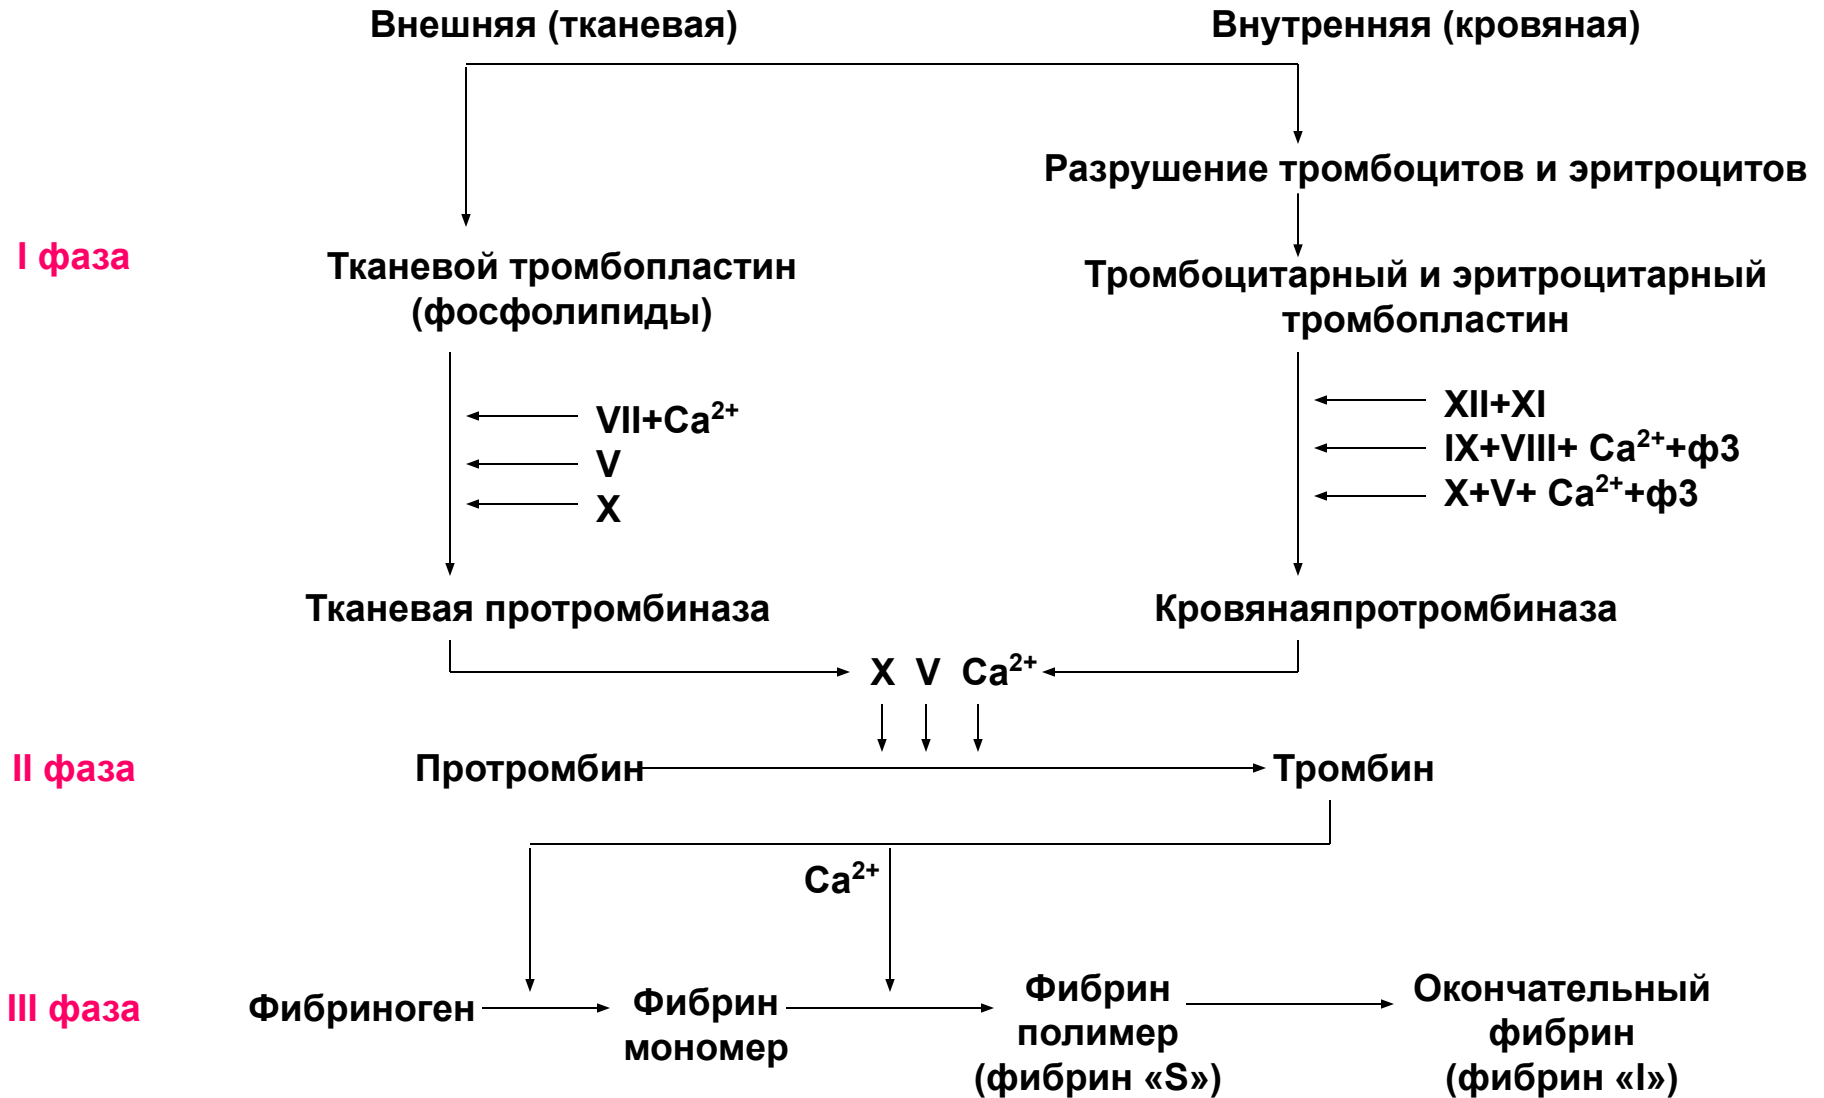 Внешняя (тканевая)
Внутренняя (кровяная)
Разрушение тромбоцитов и эритроцитов
I фаза
Тканевой тромбопластин
(фосфолипиды)
Тромбоцитарный и эритроцитарный
тромбопластин
VII+Ca²⁺
V
X
XII+XI
IX+VIII+ Ca²⁺+ф3
X+V+ Ca²⁺+ф3
Тканевая протромбиназа
Кровянаяпротромбиназа
X V Ca²⁺
II фаза
Протромбин
Тромбин
Ca²⁺
III фаза
Фибриноген
Фибрин
мономер
Фибрин
полимер
(фибрин «S»)
Окончательный
фибрин
(фибрин «I»)